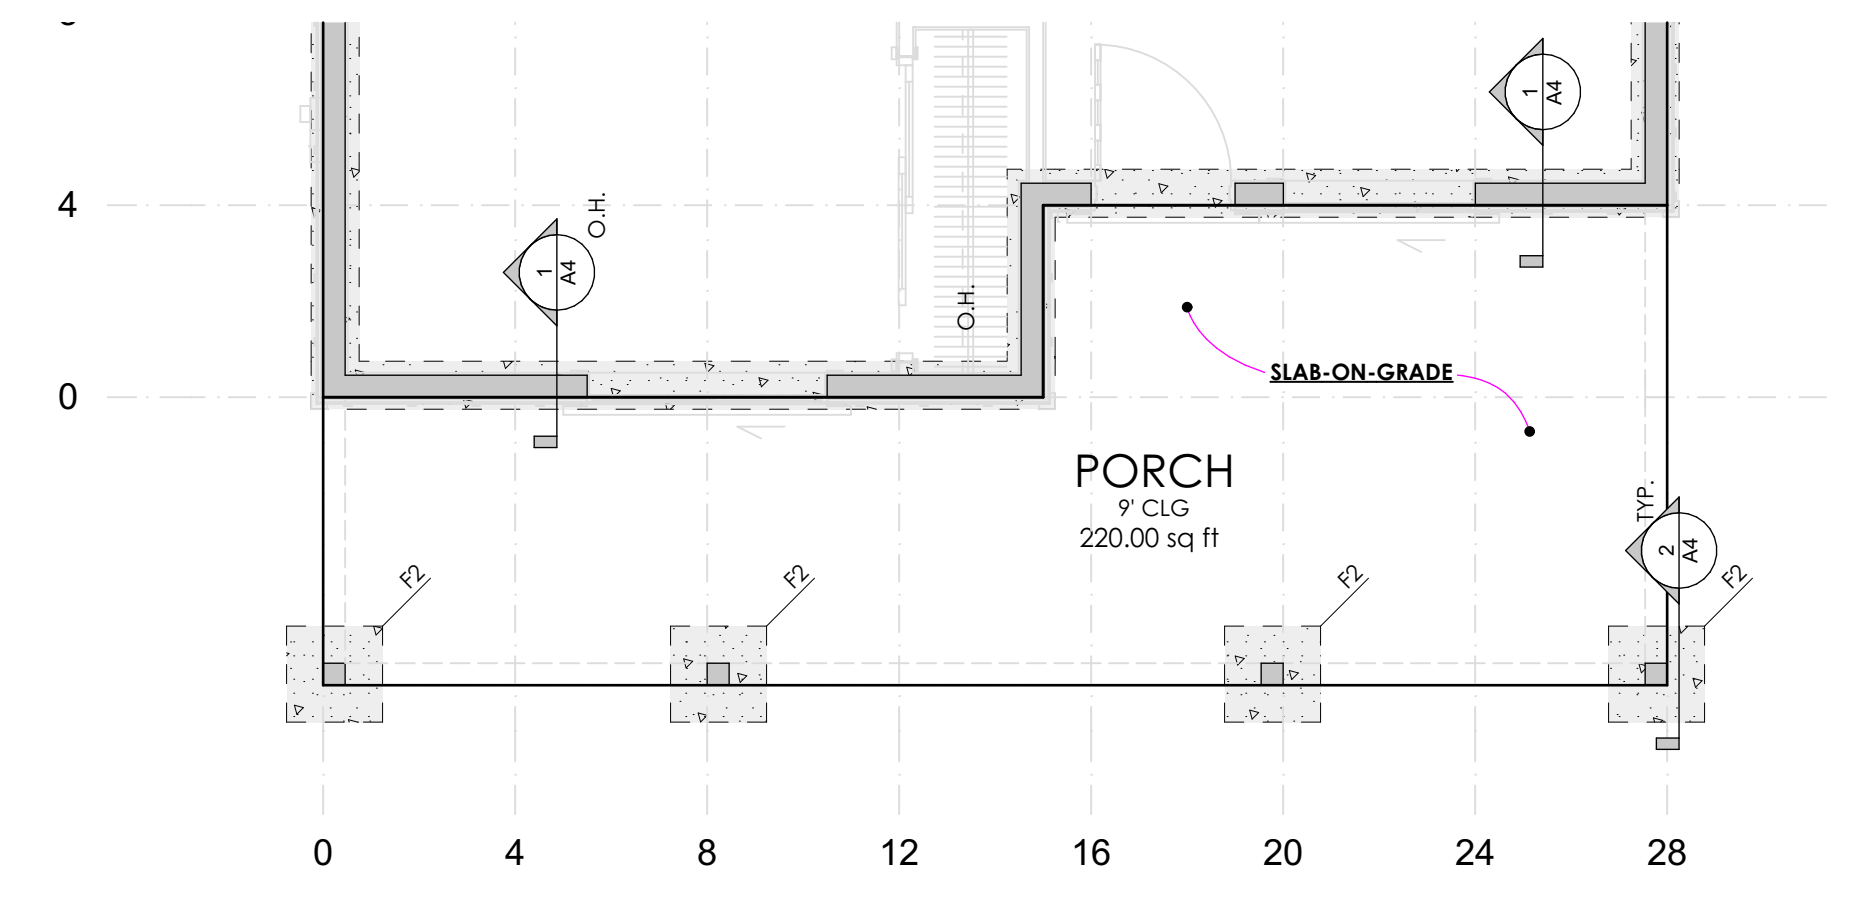 1
A4
4
O.H.
1
A4
O.H.
SLAB-ON-GRADE
0
PORCH
9' CLG
220.00 sq ft
TYP.
2
A4
F2
F2
F2
F2
0 4 8 12 16 20 24 28